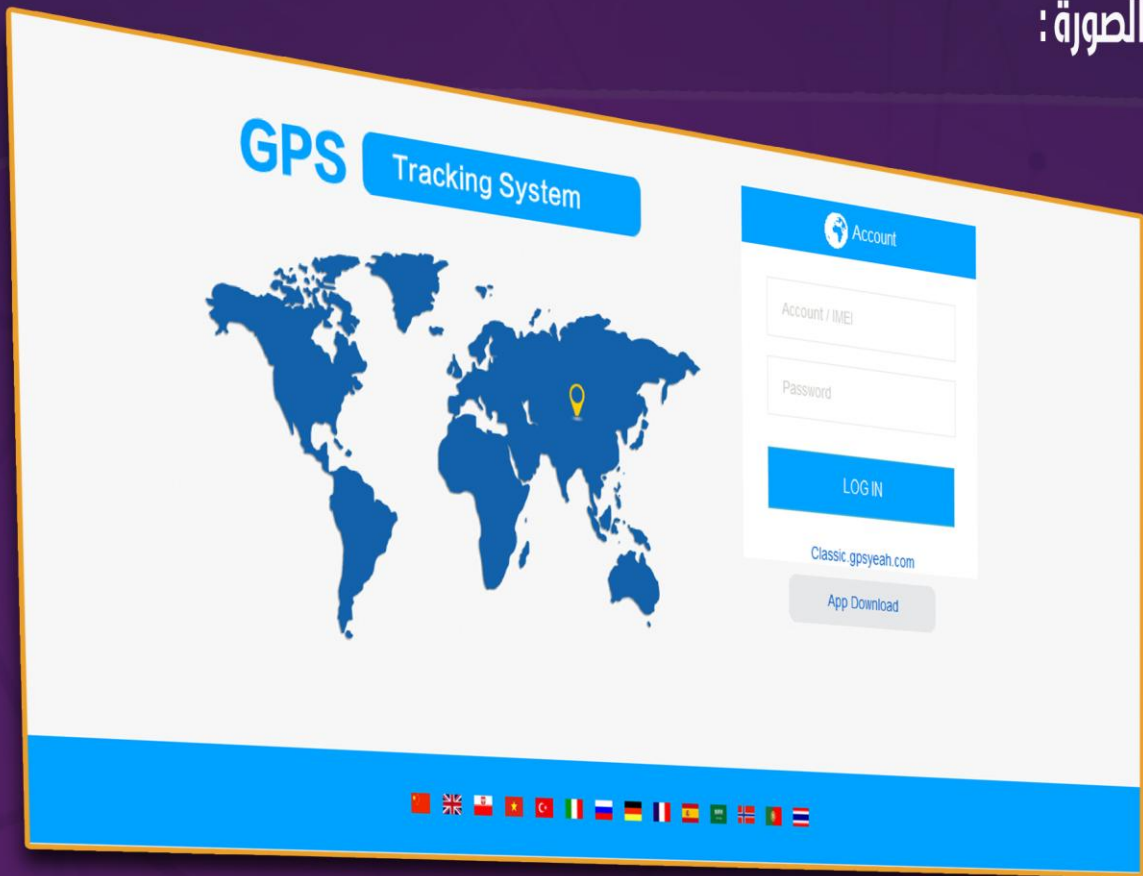 الصورة :
GPS Tracking System
Account
Account / IMEI
Password
LOG IN
Classic.gpsyeah.com
App Download